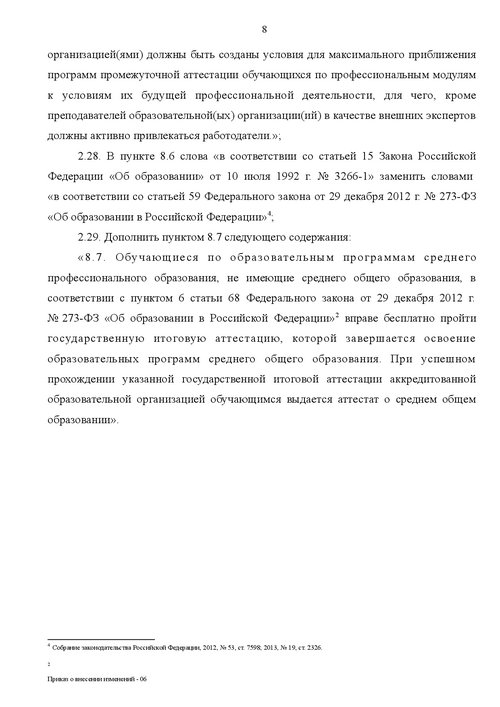 8
организацией(ями) должны быть созданы условия для максимального приближения
программ промежуточной аттестации обучающихся по профессиональным модулям
к условиям их будущей профессиональной деятельности, для чего, кроме
преподавателей образовательной(ых) организации(ий) в качестве внешних экспертов
должны активно привлекаться работодатели.»;
2.28. В пункте 8.6 слова «в соответствии со статьей 15 Закона Российской
Федерации «Об образовании» от 10 июля 1992 г. № 3266-1» заменить словами
«в соответствии со статьей 59 Федерального закона от 29 декабря 2012 г. № 273-ФЗ
«Об образовании в Российской Федерации»4;
2.29. Дополнить пунктом 8.7 следующего содержания:
«8.7. Обучающиеся по образовательным программам среднего
профессионального образования, не имеющие среднего общего образования, в
соответствии с пунктом 6 статьи 68 Федерального закона от 29 декабря 2012 г.
№ 273-ФЗ «Об образовании в Российской Федерации»2 вправе бесплатно пройти
государственную итоговую аттестацию, которой завершается освоение
образовательных программ среднего общего образования. При успешном
прохождении указанной государственной итоговой аттестации аккредитованной
образовательной организацией обучающимся выдается аттестат о среднем общем
образовании».
4 Собрание законодательства Российской Федерации, 2012, № 53, ст. 7598; 2013, № 19, ст. 2326.
2
Приказ о внесении изменений - 06